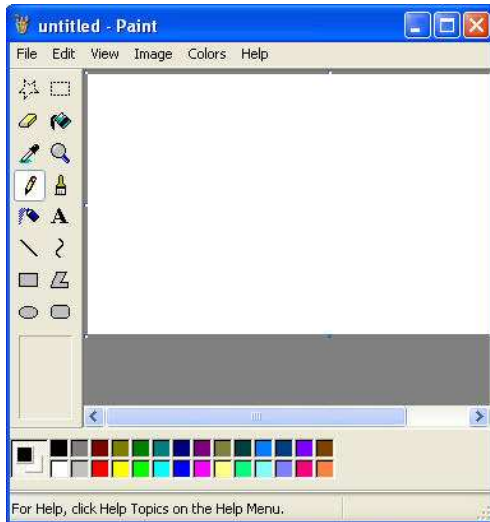 untitled - Paint
File Edit View Image Colors Help
A
For Help, click Help Topics on the Help Menu.